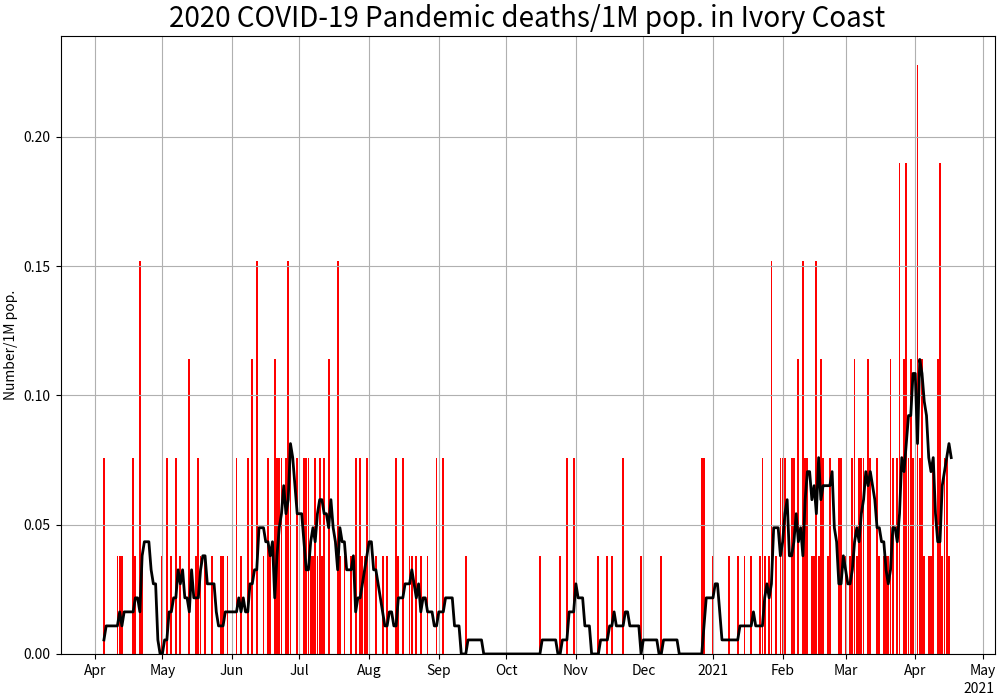 2020 COVID-19 Pandemic deaths/1M pop. in Ivory Coast
Number/1M pop.
0.20
0.15
0.10
0.05
0.00
Apr May Jun Jul Aug Sep Oct Nov Dec 2021 Feb Mar Apr May
2021